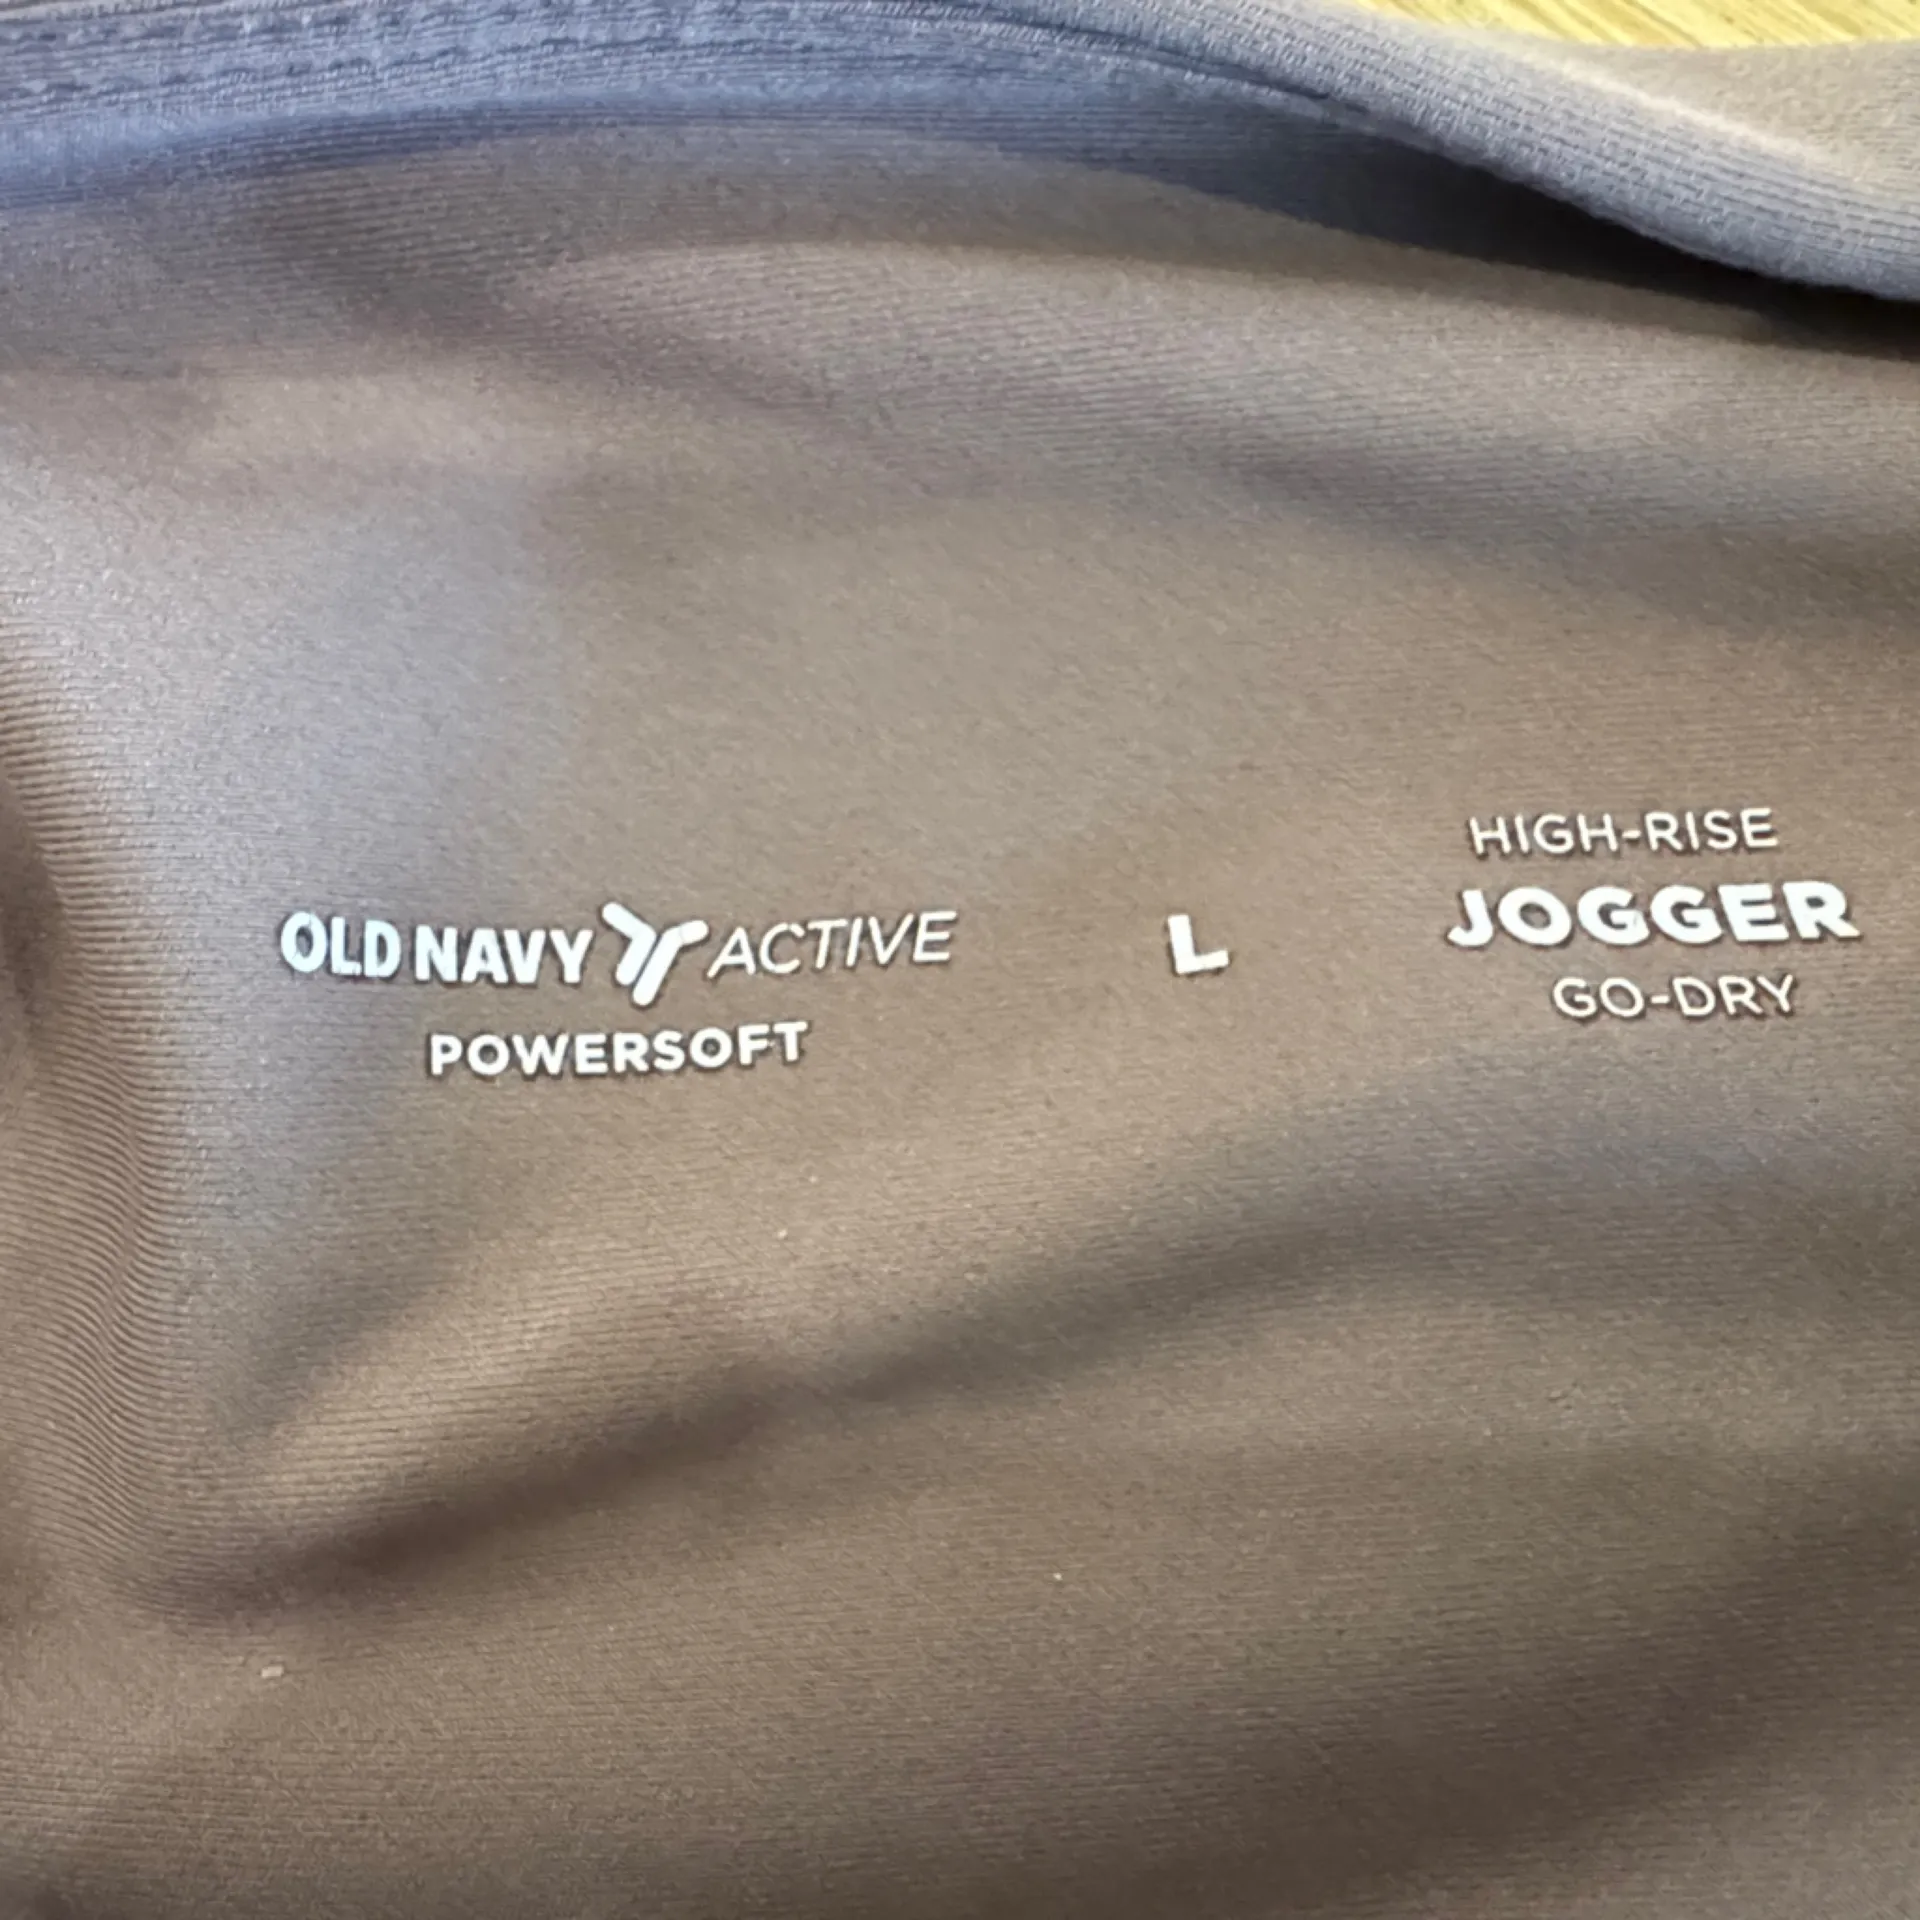 OLD NAVY ACTIVE
POWERSOFT
L
HIGH-RISE
JOGGER
GO-DRY